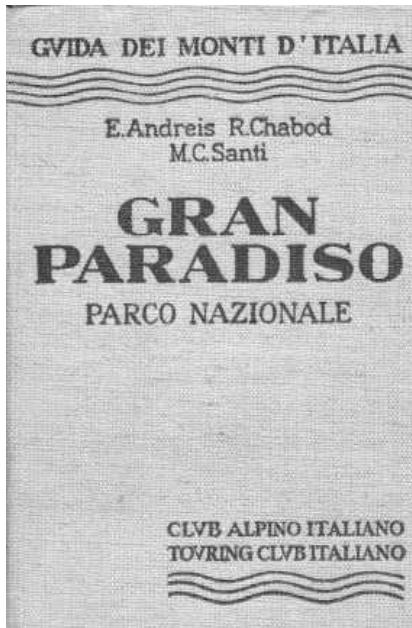 GVIDA DEI MONTI D'ITALIA
E.Andreis R.Chabod
M.C.Santi
GRAN
PARADISO
PARCO NAZIONALE
CLVB ALPINO ITALIANO
TOVRING CLVB ITALIANO